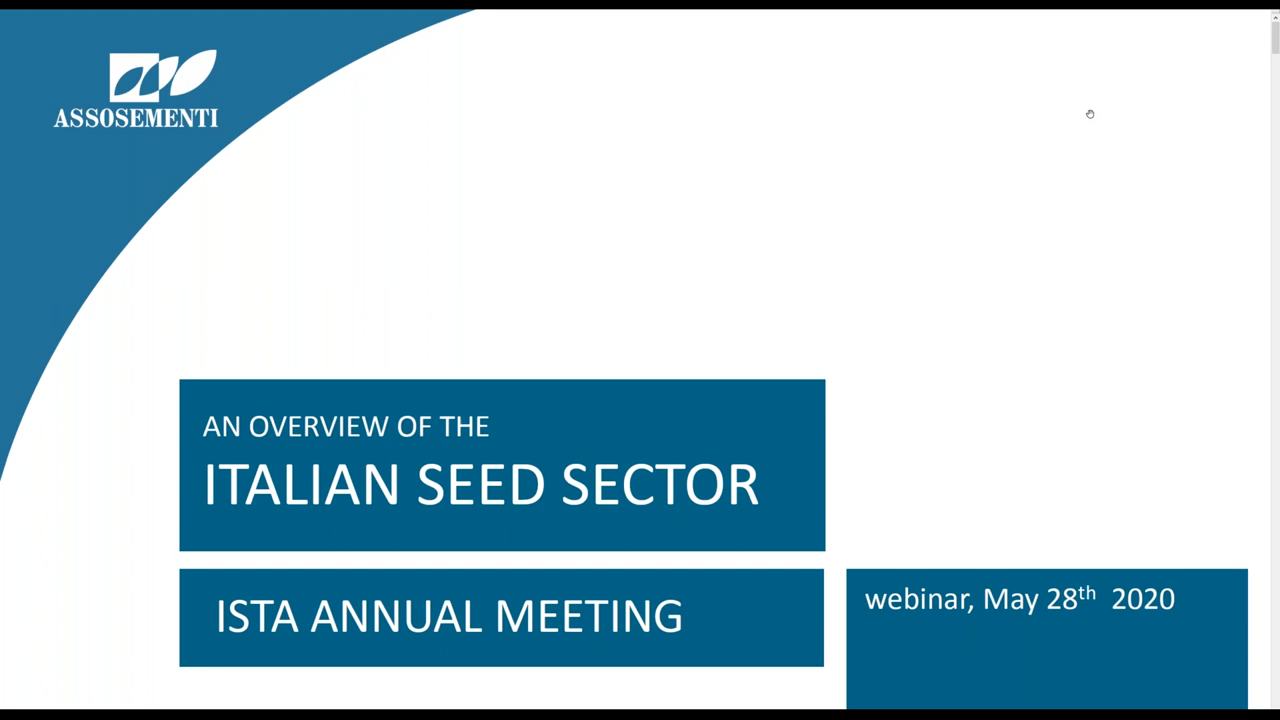 ASSOSEMENTI
AN OVERVIEW OF THE
ITALIAN SEED SECTOR
ISTA ANNUAL MEETING
webinar, May 28th 2020